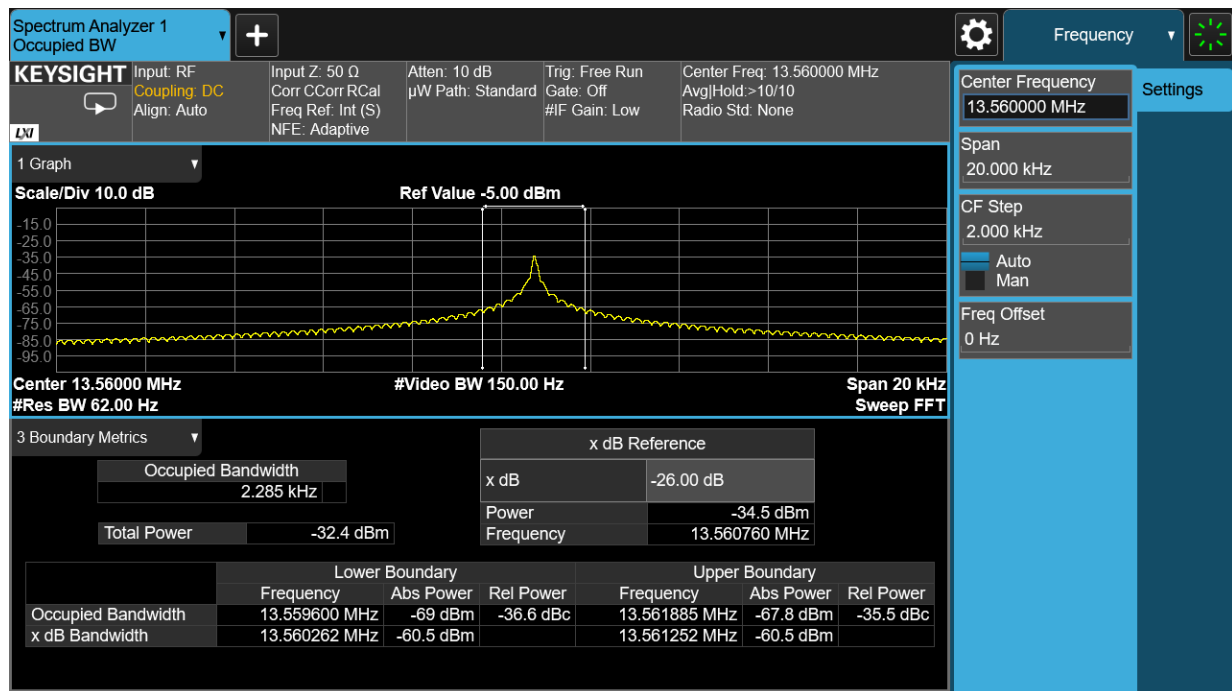 Spectrum Analyzer 1
Occupied BW
+
Frequency
KEYSIGHT
LXI
Input: RF
Coupling: DC
Align: Auto
Input Z: 50 Ω
Corr CCorr RCal
Freq Ref: Int (S)
NFE: Adaptive
Atten: 10 dB
µW Path: Standard
Trig: Free Run
Gate: Off
#IF Gain: Low
Center Freq: 13.560000 MHz
Avg|Hold:>10/10
Radio Std: None
Center Frequency
13.560000 MHz
Settings
Span
20.000 kHz
CF Step
2.000 kHz
Auto
Man
Freq Offset
0 Hz
1 Graph
Scale/Div 10.0 dB
Ref Value -5.00 dBm
-15.0
-25.0
-35.0
-45.0
-55.0
-65.0
-75.0
-85.0
-95.0
Center 13.56000 MHz
#Video BW 150.00 Hz
Span 20 kHz
#Res BW 62.00 Hz
Sweep FFT
3 Boundary Metrics
Occupied Bandwidth
2.285 kHz
Total Power -32.4 dBm
x dB Reference
x dB -26.00 dB
Power -34.5 dBm
Frequency 13.560760 MHz
Lower Boundary Upper Boundary
Frequency Abs Power Rel Power Frequency Abs Power Rel Power
Occupied Bandwidth 13.559600 MHz -69 dBm -36.6 dBc 13.561885 MHz -67.8 dBm -35.5 dBc
x dB Bandwidth 13.560262 MHz -60.5 dBm 13.561252 MHz -60.5 dBm